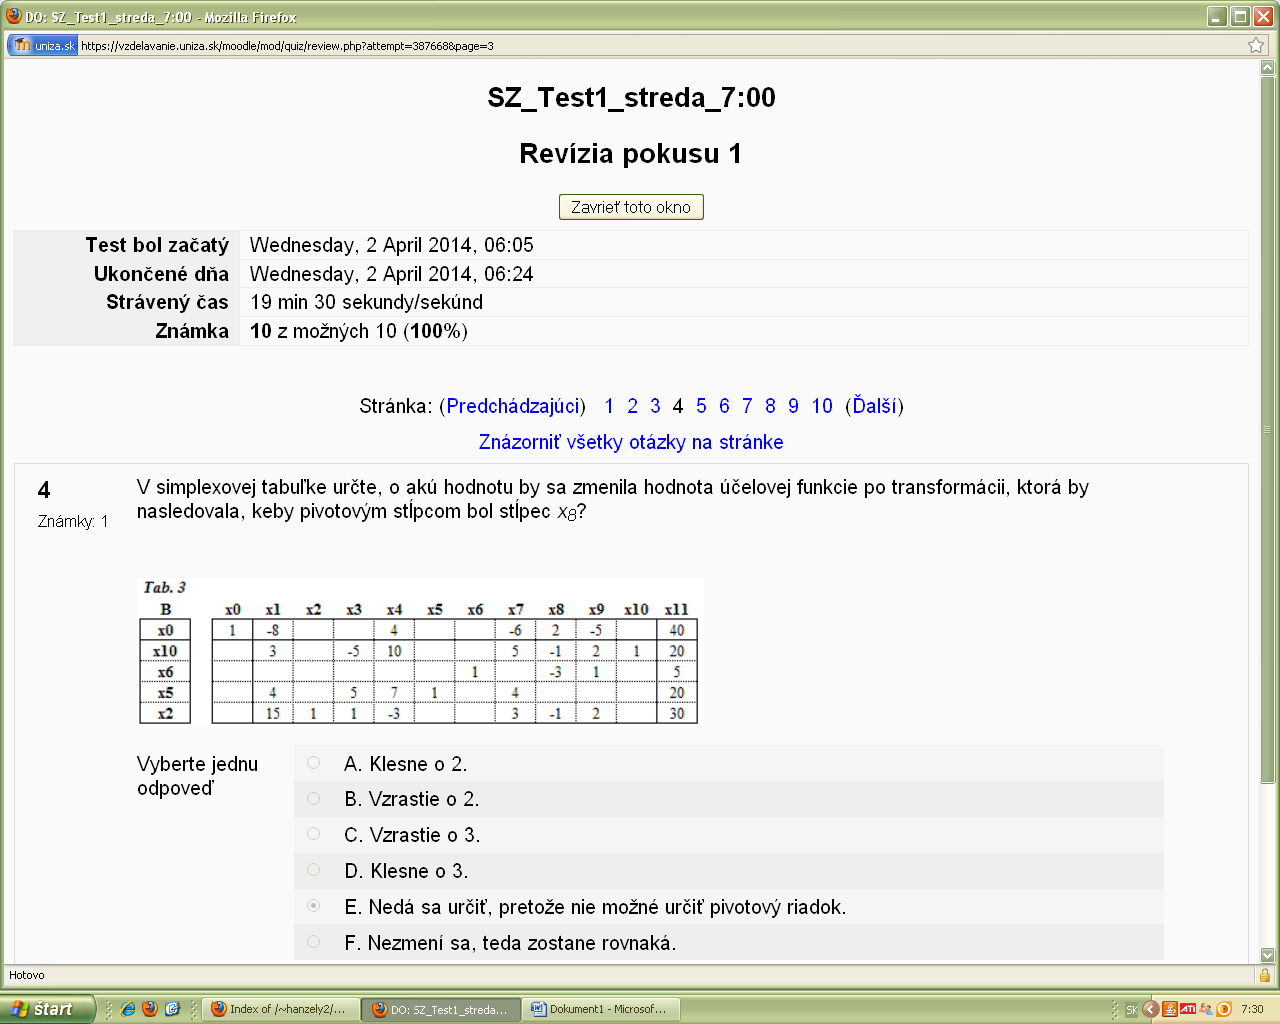 DO: SZ_Test1_streda_7:00 - Mozilla Firefox
uniza.sk https://vzdelavanie.uniza.sk/moodle/mod/quiz/review.php?attempt=387668&page=3
SZ_Test1_streda_7:00
Revízia pokusu 1
Zavrieť toto okno
Test bol začatý Wednesday, 2 April 2014, 06:05
Ukončené dňa Wednesday, 2 April 2014, 06:24
Strávený čas 19 min 30 sekundy/sekúnd
Známka 10 z možných 10 (100%)
Stránka: (Predchádzajúci) 1 2 3 4 5 6 7 8 9 10 (Ďalší)
Znázorniť všetky otázky na stránke
4
Známky: 1
V simplexovej tabuľke určte, o akú hodnotu by sa zmenila hodnota účelovej funkcie po transformácii, ktorá by
nasledovala, keby pivotovým stĺpcom bol stĺpec x8?
Tab. 3
B x0 x1 x2 x3 x4 x5 x6 x7 x8 x9 x10 x11
x0 1 -8 4 -6 2 -5 40
x10 3 -5 10 5 -1 2 1 20
x6 1 -3 1 5
x5 4 5 7 1 4 20
x2 15 1 1 -3 3 -1 2 30
Vyberte jednu
odpoveď
A. Klesne o 2.
B. Vzrastie o 2.
C. Vzrastie o 3.
D. Klesne o 3.
E. Nedá sa určiť, pretože nie možné určiť pivotový riadok.
F. Nezmení sa, teda zostane rovnaká.
Hotovo
štart Index of /~hanzely2/... DO: SZ_Test1_streda... Dokument1 - Microsof... SK ATI 7:30